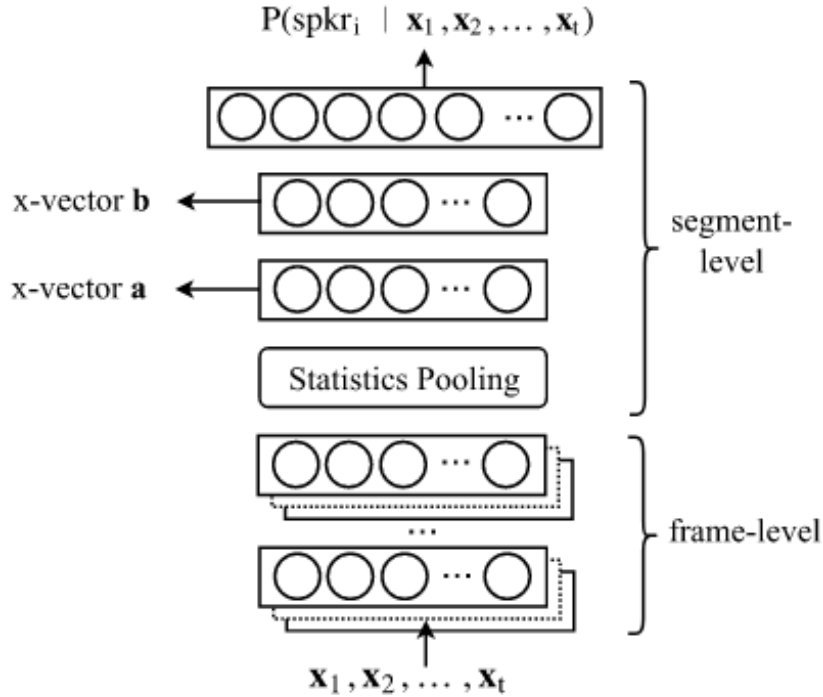 P(spkr_i | x_1, x_2, ..., x_t)
...
x-vector b
...
segment-
level
x-vector a
...
Statistics Pooling
...
frame-level
...
...
x_1, x_2, ..., x_t